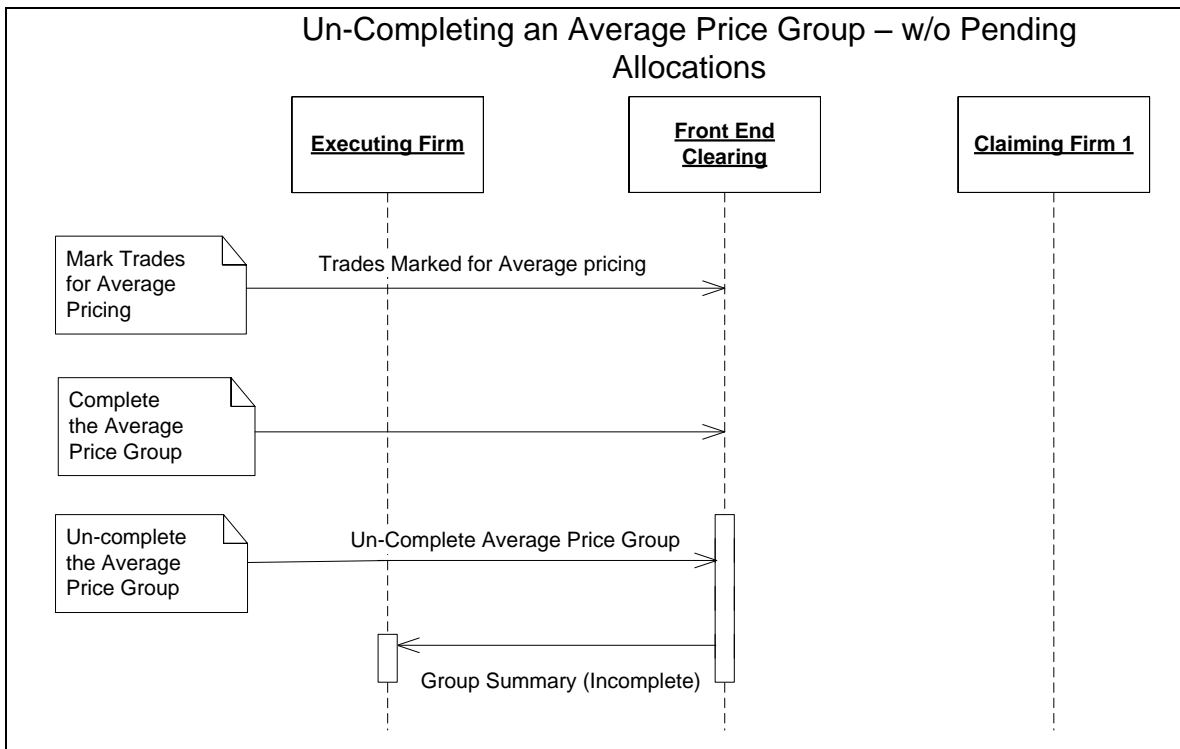 Un-Completing an Average Price Group – w/o Pending
Allocations
Executing Firm
Front End
Clearing
Claiming Firm 1
Mark Trades
for Average
Pricing
Trades Marked for Average pricing
Complete
the Average
Price Group
Un-complete
the Average
Price Group
Un-Complete Average Price Group
Group Summary (Incomplete)